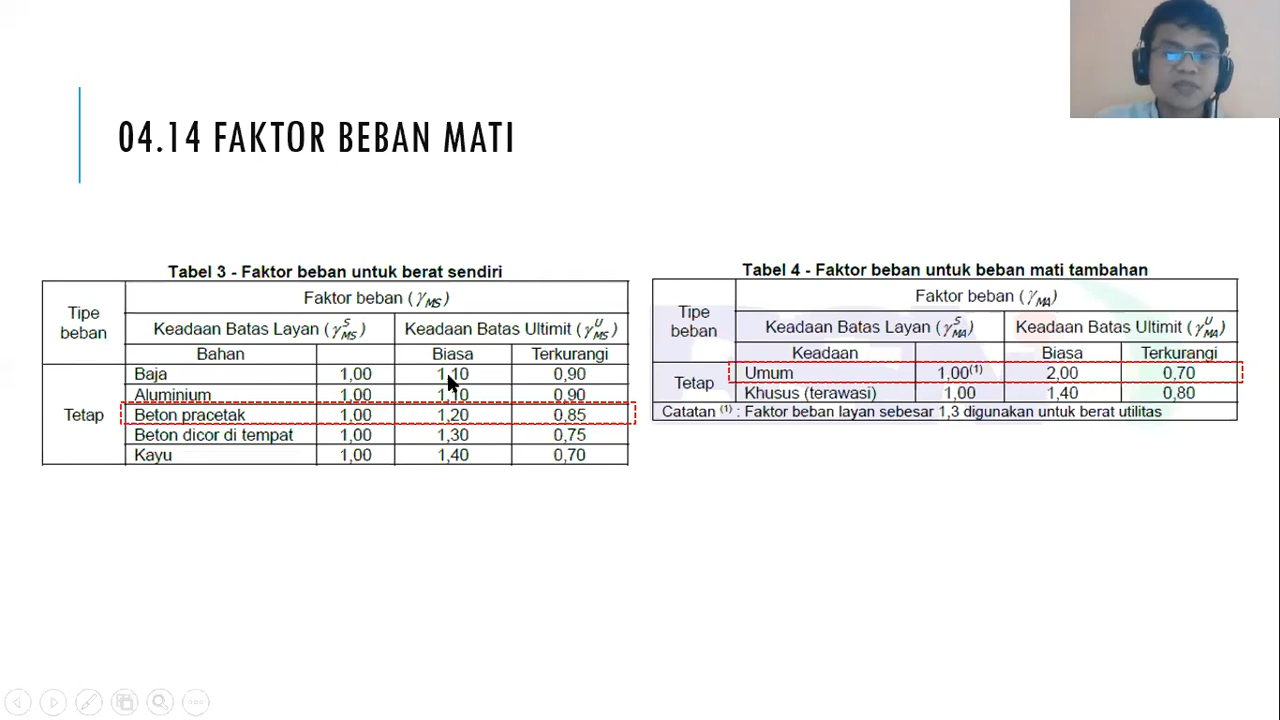 04.14 FAKTOR BEBAN MATI
Tabel 3 - Faktor beban untuk berat sendiri
Tipe beban
Faktor beban (γMS)
Keadaan Batas Layan (γ^S_MS) Keadaan Batas Ultimit (γ^U_MS)
Bahan Biasa Terkurangi
Tetap
Baja 1,00 1,10 0,90
Aluminium 1,00 1,10 0,90
Beton pracetak 1,00 1,20 0,85
Beton dicor di tempat 1,00 1,30 0,75
Kayu 1,00 1,40 0,70
Tabel 4 - Faktor beban untuk beban mati tambahan
Tipe beban
Faktor beban (γMA)
Keadaan Batas Layan (γ^S_MA) Keadaan Batas Ultimit (γ^U_MA)
Keadaan Biasa Terkurangi
Tetap
Umum 1,00(1) 2,00 0,70
Khusus (terawasi) 1,00 1,40 0,80
Catatan (1) : Faktor beban layan sebesar 1,3 digunakan untuk berat utilitas